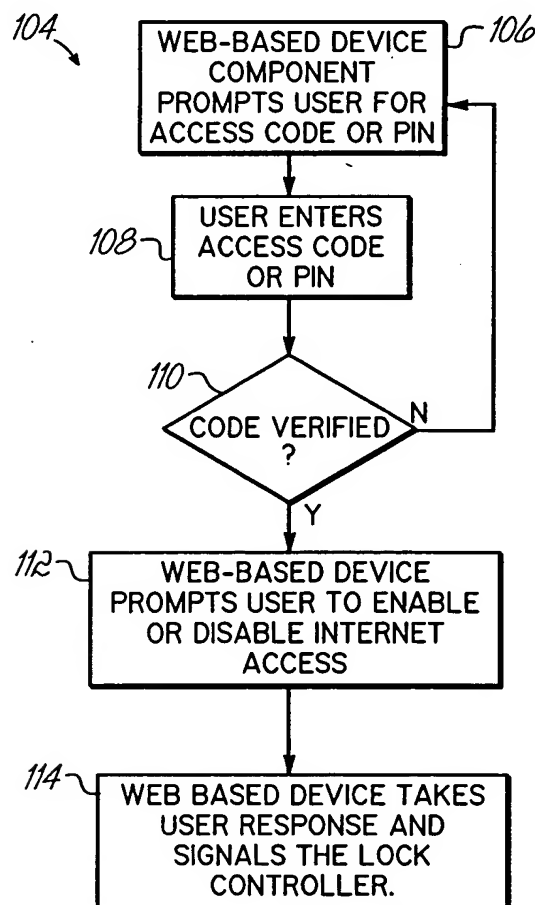 104
106
WEB-BASED DEVICE
COMPONENT
PROMPTS USER FOR
ACCESS CODE OR PIN
108
USER ENTERS
ACCESS CODE
OR PIN
110
CODE VERIFIED
?
N
Y
112
WEB-BASED DEVICE
PROMPTS USER TO ENABLE
OR DISABLE INTERNET
ACCESS
114
WEB BASED DEVICE TAKES
USER RESPONSE AND
SIGNALS THE LOCK
CONTROLLER.